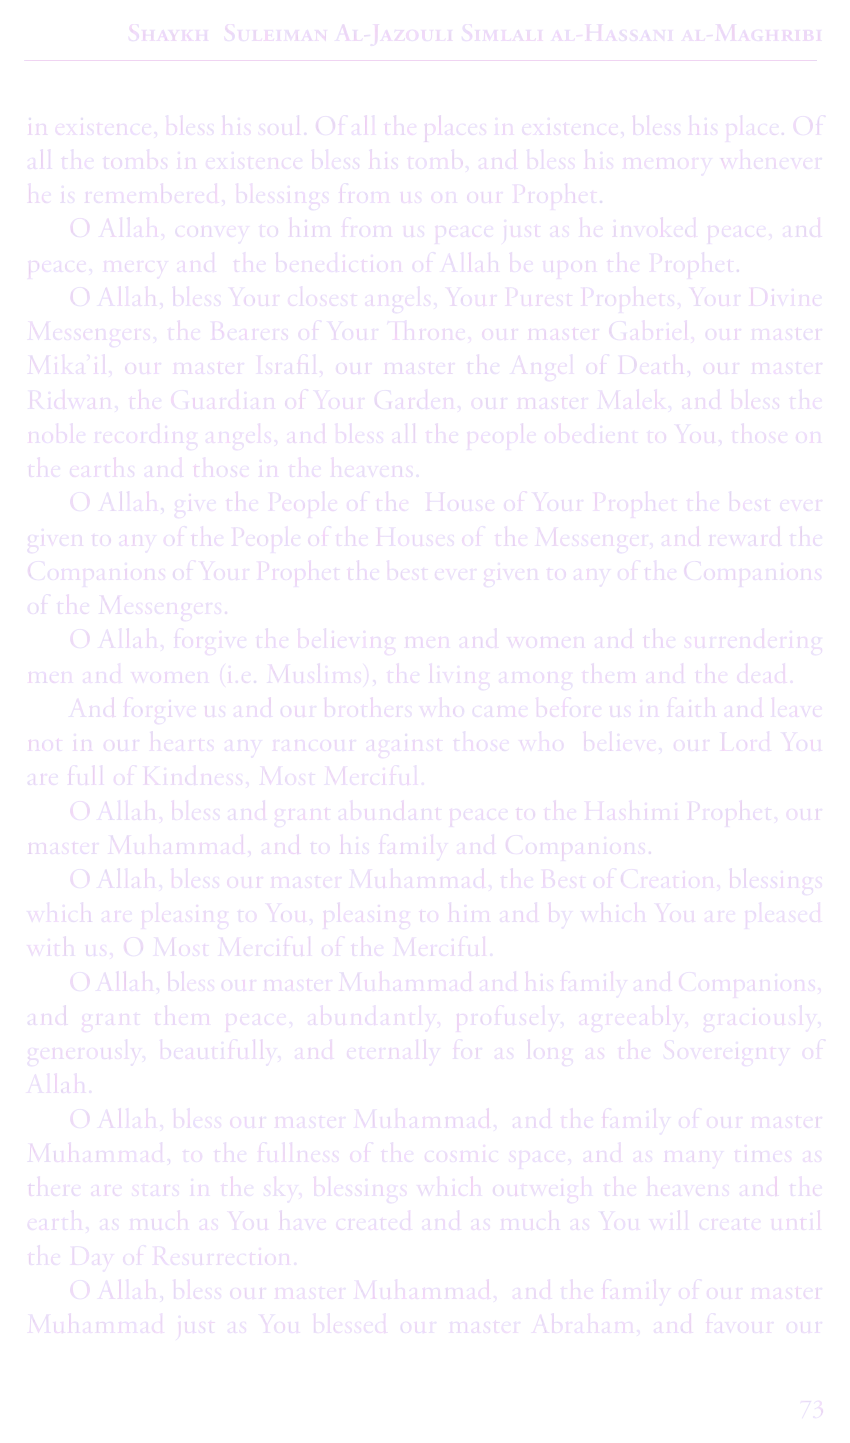 Shaykh Suleiman Al-Jazouli Simlali al-Hassani al-Maghribi
in existence, bless his soul. Of all the places in existence, bless his place. Of
all the tombs in existence bless his tomb, and bless his memory whenever
he is remembered, blessings from us on our Prophet.
O Allah, convey to him from us peace just as he invoked peace, and
peace, mercy and the benediction of Allah be upon the Prophet.
O Allah, bless Your closest angels, Your Purest Prophets, Your Divine
Messengers, the Bearers of Your Throne, our master Gabriel, our master
Mika’il, our master Israfil, our master the Angel of Death, our master
Ridwan, the Guardian of Your Garden, our master Malek, and bless the
noble recording angels, and bless all the people obedient to You, those on
the earths and those in the heavens.
O Allah, give the People of the House of Your Prophet the best ever
given to any of the People of the Houses of the Messenger, and reward the
Companions of Your Prophet the best ever given to any of the Companions
of the Messengers.
O Allah, forgive the believing men and women and the surrendering
men and women (i.e. Muslims), the living among them and the dead.
And forgive us and our brothers who came before us in faith and leave
not in our hearts any rancour against those who believe, our Lord You
are full of Kindness, Most Merciful.
O Allah, bless and grant abundant peace to the Hashimi Prophet, our
master Muhammad, and to his family and Companions.
O Allah, bless our master Muhammad, the Best of Creation, blessings
which are pleasing to You, pleasing to him and by which You are pleased
with us, O Most Merciful of the Merciful.
O Allah, bless our master Muhammad and his family and Companions,
and grant them peace, abundantly, profusely, agreeably, graciously,
generously, beautifully, and eternally for as long as the Sovereignty of
Allah.
O Allah, bless our master Muhammad, and the family of our master
Muhammad, to the fullness of the cosmic space, and as many times as
there are stars in the sky, blessings which outweigh the heavens and the
earth, as much as You have created and as much as You will create until
the Day of Resurrection.
O Allah, bless our master Muhammad, and the family of our master
Muhammad just as You blessed our master Abraham, and favour our
73